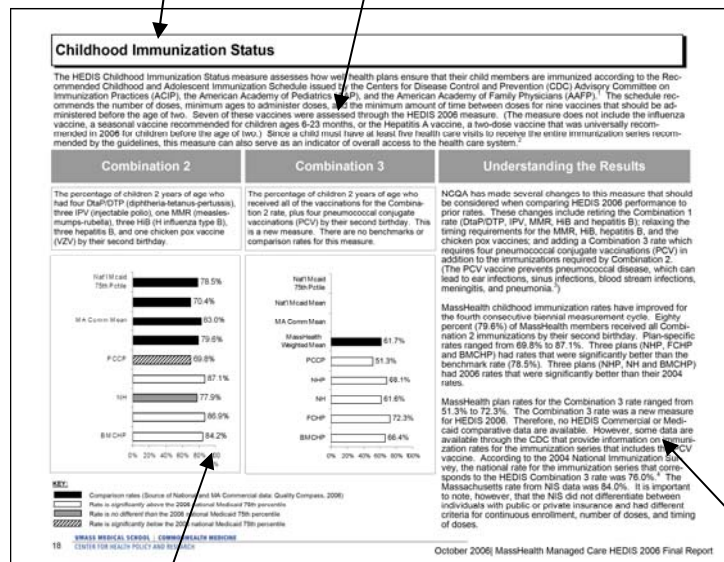 Childhood Immunization Status
The HEDIS Childhood Immunization Status measure assesses how well health plans ensure that their child members are immunized according to the Rec-
ommended Childhood and Adolescent Immunization Schedule issued by the Centers for Disease Control and Prevention (CDC) Advisory Committee on
Immunization Practices (ACIP), the American Academy of Pediatrics (AAP), and the American Academy of Family Physicians (AAFP).1 The schedule rec-
ommends the number of doses, minimum ages to administer doses, and the minimum amount of time between doses for nine vaccines that should be ad-
ministered before the age of two. Seven of these vaccines were assessed through the HEDIS 2006 measure. (The measure does not include the influenza
vaccine, a seasonal vaccine recommended for children ages 6-23 months, or the Hepatitis A vaccine, a two-dose vaccine that was universally recom-
mended in 2006 for children before the age of two.) Since a child must have at least five health care visits to receive the entire immunization series recom-
mended by the guidelines, this measure can also serve as an indicator of overall access to the health care system.2
Combination 2
The percentage of children 2 years of age who
had four DtaP/DTP (diphtheria-tetanus-pertussis),
three IPV (injectable polio), one MMR (measles-
mumps-rubella), three HiB (H influenza type B),
three hepatitis B, and one chicken pox vaccine
(VZV) by their second birthday.
Nat'l Mcaid
75th Pctile
78.5%
70.4%
MA Comm Mean
83.0%
79.6%
PCCP
69.8%
87.1%
NH
77.9%
86.9%
BMCHP
84.2%
0% 20% 40% 60% 80% 100%
Combination 3
The percentage of children 2 years of age who
received all of the vaccinations for the Combina-
tion 2 rate, plus four pneumococcal conjugate
vaccinations (PCV) by their second birthday. This
is a new measure. There are no benchmarks or
comparison rates for this measure.
Nat'l Mcaid
75th Pctile
Nat'l Mcaid Mean
MA Comm Mean
MassHealth
Weighted Mean
61.7%
PCCP
51.3%
NHP
68.1%
NH
61.6%
FCHP
72.3%
BMCHP
66.4%
0% 20% 40% 60% 80% 100%
Understanding the Results
NCQA has made several changes to this measure that should
be considered when comparing HEDIS 2006 performance to
prior rates. These changes include retiring the Combination 1
rate (DtaP/DTP, IPV, MMR, HiB and hepatitis B); relaxing the
timing requirements for the MMR, HiB, hepatitis B, and the
chicken pox vaccines; and adding a Combination 3 rate which
requires four pneumococcal conjugate vaccinations (PCV) in
addition to the immunizations required by Combination 2.
(The PCV vaccine prevents pneumococcal disease, which can
lead to ear infections, sinus infections, blood stream infections,
meningitis, and pneumonia.3)
MassHealth childhood immunization rates have improved for
the fourth consecutive biennial measurement cycle. Eighty
percent (79.6%) of MassHealth members received all Combi-
nation 2 immunizations by their second birthday. Plan-specific
rates ranged from 69.8% to 87.1%. Three plans (NHP, FCHP
and BMCHP) had rates that were significantly better than the
benchmark rate (78.5%). Three plans (NHP, NH and BMCHP)
had 2006 rates that were significantly better than their 2004
rates.
MassHealth plan rates for the Combination 3 rate ranged from
51.3% to 72.3%. The Combination 3 rate was a new measure
for HEDIS 2006. Therefore, no HEDIS Commercial or Medi-
caid comparative data are available. However, some data are
available through the CDC that provide information on immuni-
zation rates for the immunization series that includes the PCV
vaccine. According to the 2004 National Immunization Sur-
vey, the national rate for the immunization series that corre-
sponds to the HEDIS Combination 3 rate was 76.0%.4 The
Massachusetts rate from NIS data was 84.0%. It is important
to note, however, that the NIS did not differentiate between
individuals with public or private insurance and had different
criteria for continuous enrollment, number of doses, and timing
of doses.
KEY:
Comparison rates (Source of National and MA Commercial data: Quality Compass, 2006)
Rate is significantly above the 2006 national Medicaid 75th percentile
Rate is no different than the 2006 national Medicaid 75th percentile
Rate is significantly below the 2006 national Medicaid 75th percentile
18
UMASS MEDICAL SCHOOL | COMMONWEALTH MEDICINE
CENTER FOR HEALTH POLICY AND RESEARCH
October 2006| MassHealth Managed Care HEDIS 2006 Final Report